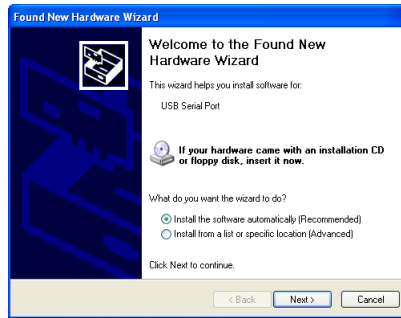 Found New Hardware Wizard
Welcome to the Found New
Hardware Wizard
This wizard helps you install software for:
USB Serial Port
If your hardware came with an installation CD
or floppy disk, insert it now.
What do you want the wizard to do?
Install the software automatically (Recommended)
Install from a list or specific location (Advanced)
Click Next to continue.
< Back
Next >
Cancel